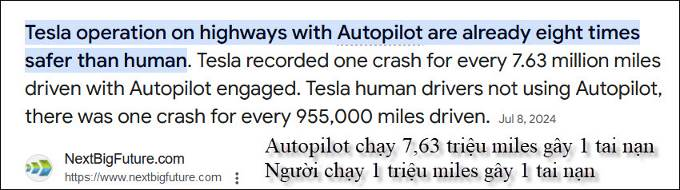 Tesla operation on highways with Autopilot are already eight times
safer than human. Tesla recorded one crash for every 7.63 million miles
driven with Autopilot engaged. Tesla human drivers not using Autopilot,
there was one crash for every 955,000 miles driven. Jul 8, 2024
NextBigFuture.com
https://www.nextbigfuture.com
Autopilot chạy 7,63 triệu miles gây 1 tai nạn
Người chạy 1 triệu miles gây 1 tai nạn